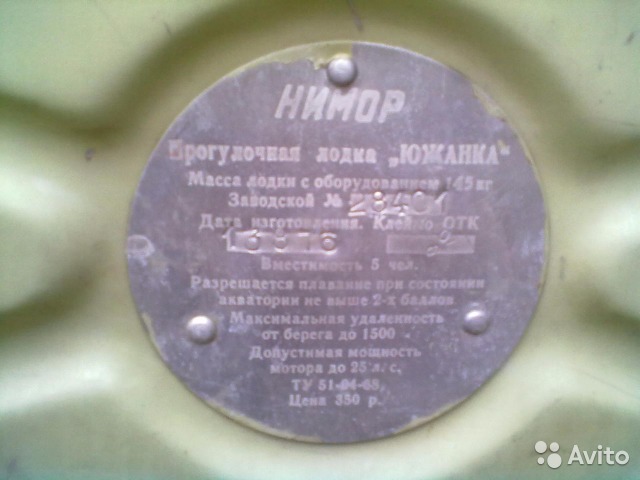 НИМОР
Прогулочная лодка „ЮЖАНКА"
Масса лодки с оборудованием 145 кг
Заводской № 28401
Дата изготовления. Клеймо ОТК
Вместимость 5 чел.
Разрешается плавание при состоянии
акватории не выше 2-х баллов
Максимальная удаленность
от берега до 1500
Допустимая мощность
мотора до 25 л. с.
ТУ 51
Цена 350 р.
Avito